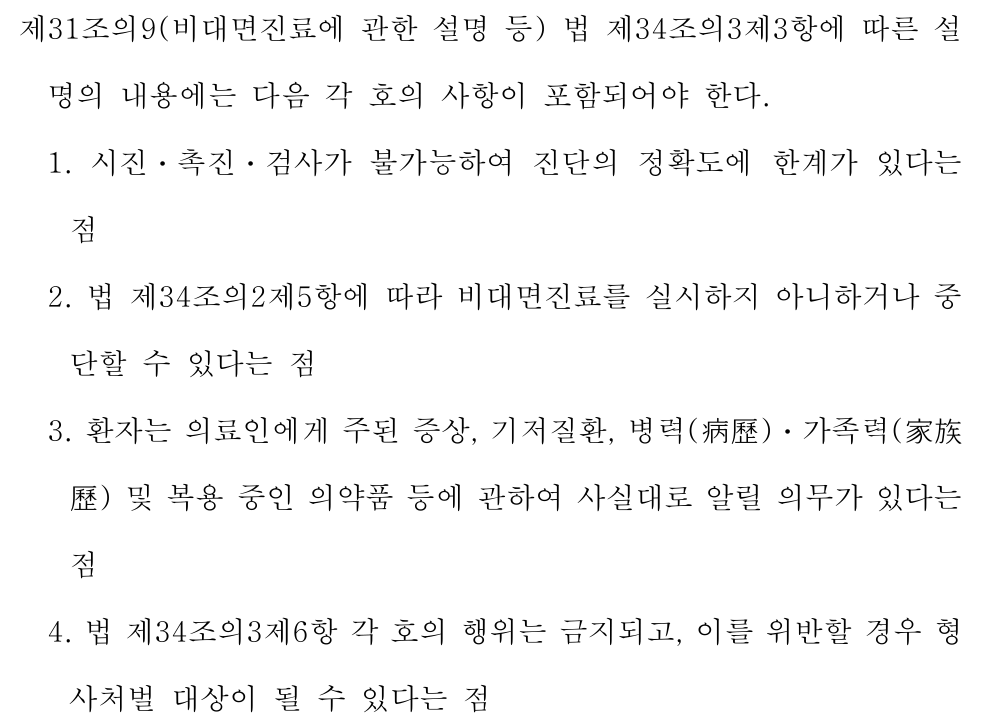 제31조의9(비대면진료에 관한 설명 등) 법 제34조의3제3항에 따른 설
명의 내용에는 다음 각 호의 사항이 포함되어야 한다.
1. 시진·촉진·검사가 불가능하여 진단의 정확도에 한계가 있다는
점
2. 법 제34조의2제5항에 따라 비대면진료를 실시하지 아니하거나 중
단할 수 있다는 점
3. 환자는 의료인에게 주된 증상, 기저질환, 병력(病歷)·가족력(家族
歷) 및 복용 중인 의약품 등에 관하여 사실대로 알릴 의무가 있다는
점
4. 법 제34조의3제6항 각 호의 행위는 금지되고, 이를 위반할 경우 형
사처벌 대상이 될 수 있다는 점